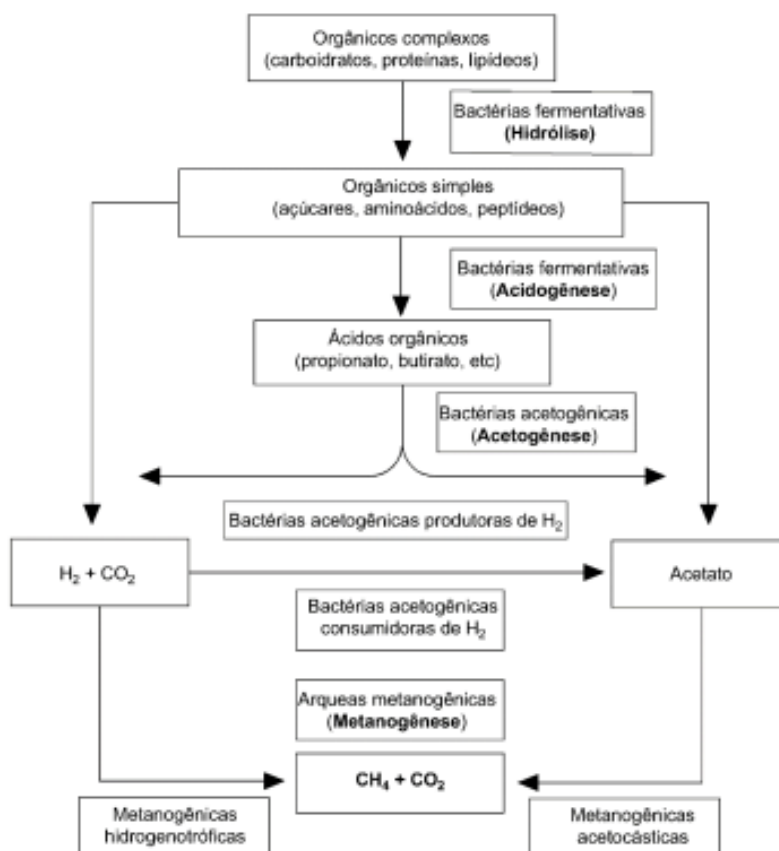 Orgânicos complexos
(carboidratos, proteínas, lipídeos)
Bactérias fermentativas
(Hidrólise)
Orgânicos simples
(açúcares, aminoácidos, peptídeos)
Bactérias fermentativas
(Acidogênese)
Ácidos orgânicos
(propionato, butirato, etc)
Bactérias acetogênicas
(Acetogênese)
Bactérias acetogênicas produtoras de H₂
H₂ + CO₂
Acetato
Bactérias acetogênicas
consumidoras de H₂
Arqueas metanogênicas
(Metanogênese)
CH₄ + CO₂
Metanogênicas
hidrogenotróficas
Metanogênicas
acetocásticas